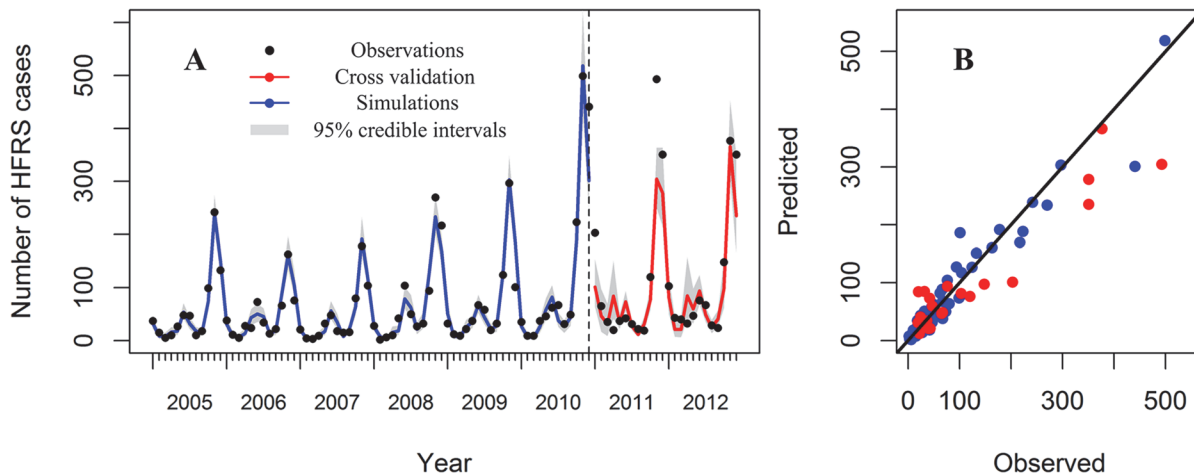 A
Observations
Cross validation
Simulations
95% credible intervals
Number of HFRS cases
0
100
300
500
2005
2006
2007
2008
2009
2010
2011
2012
Year
B
Predicted
0
100
300
500
0
100
300
500
Observed